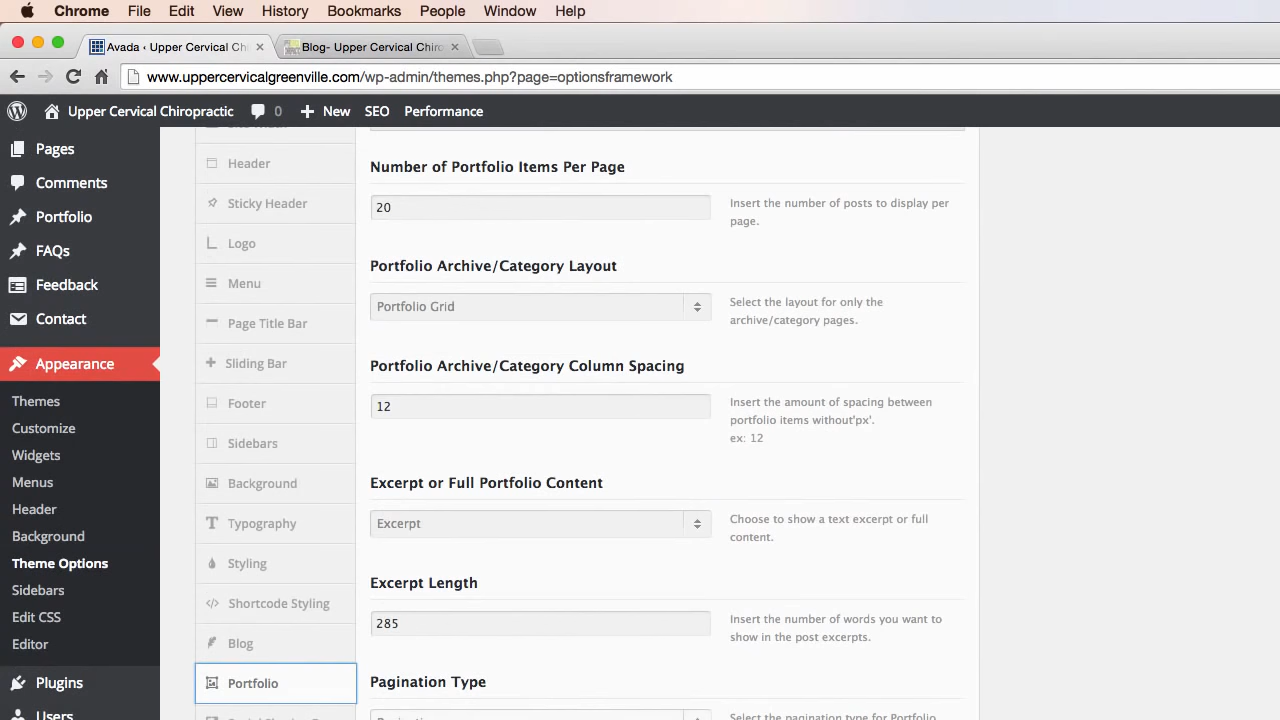 Chrome File Edit View History Bookmarks People Window Help
Avada ‹ Upper Cervical Ch
Blog- Upper Cervical Chiro
www.uppercervicalgreenville.com/wp-admin/themes.php?page=optionsframework
Upper Cervical Chiropractic 0 New SEO Performance
Pages
Comments
Portfolio
FAQs
Feedback
Contact
Appearance
Themes
Customize
Widgets
Menus
Header
Background
Theme Options
Sidebars
Edit CSS
Editor
Plugins
Users
Header
Sticky Header
Logo
Menu
Page Title Bar
Sliding Bar
Footer
Sidebars
Background
Typography
Styling
Shortcode Styling
Blog
Portfolio
Number of Portfolio Items Per Page
20
Insert the number of posts to display per
page.
Portfolio Archive/Category Layout
Portfolio Grid
Select the layout for only the
archive/category pages.
Portfolio Archive/Category Column Spacing
12
Insert the amount of spacing between
portfolio items without'px'.
ex: 12
Excerpt or Full Portfolio Content
Excerpt
Choose to show a text excerpt or full
content.
Excerpt Length
285
Insert the number of words you want to
show in the post excerpts.
Pagination Type
Select the pagination type for Portfolio